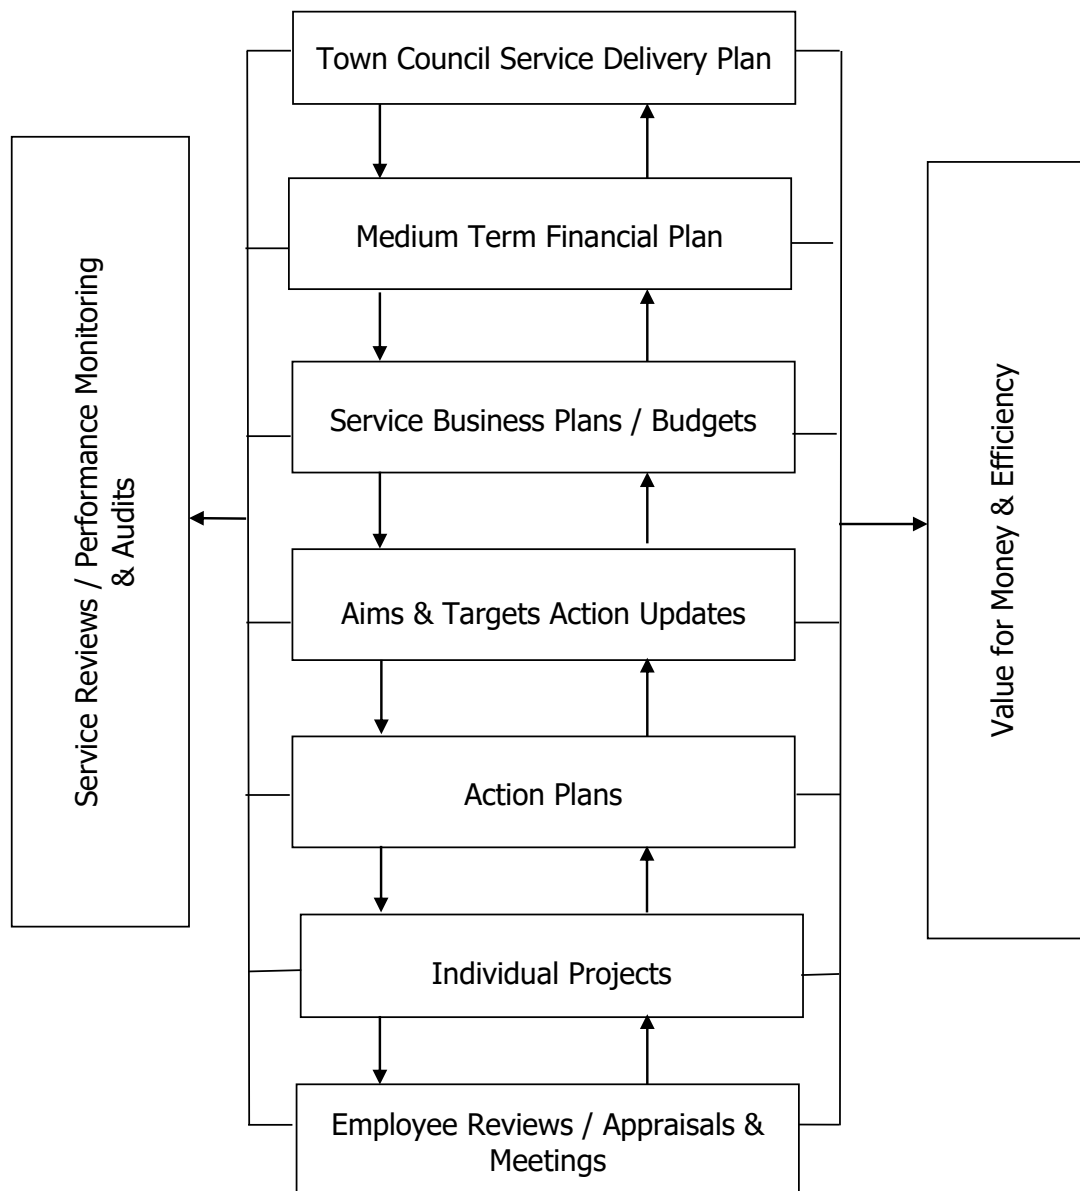 Town Council Service Delivery Plan
Medium Term Financial Plan
Service Business Plans / Budgets
Aims & Targets Action Updates
Action Plans
Individual Projects
Employee Reviews / Appraisals &
Meetings
Service Reviews / Performance Monitoring
& Audits
Value for Money & Efficiency